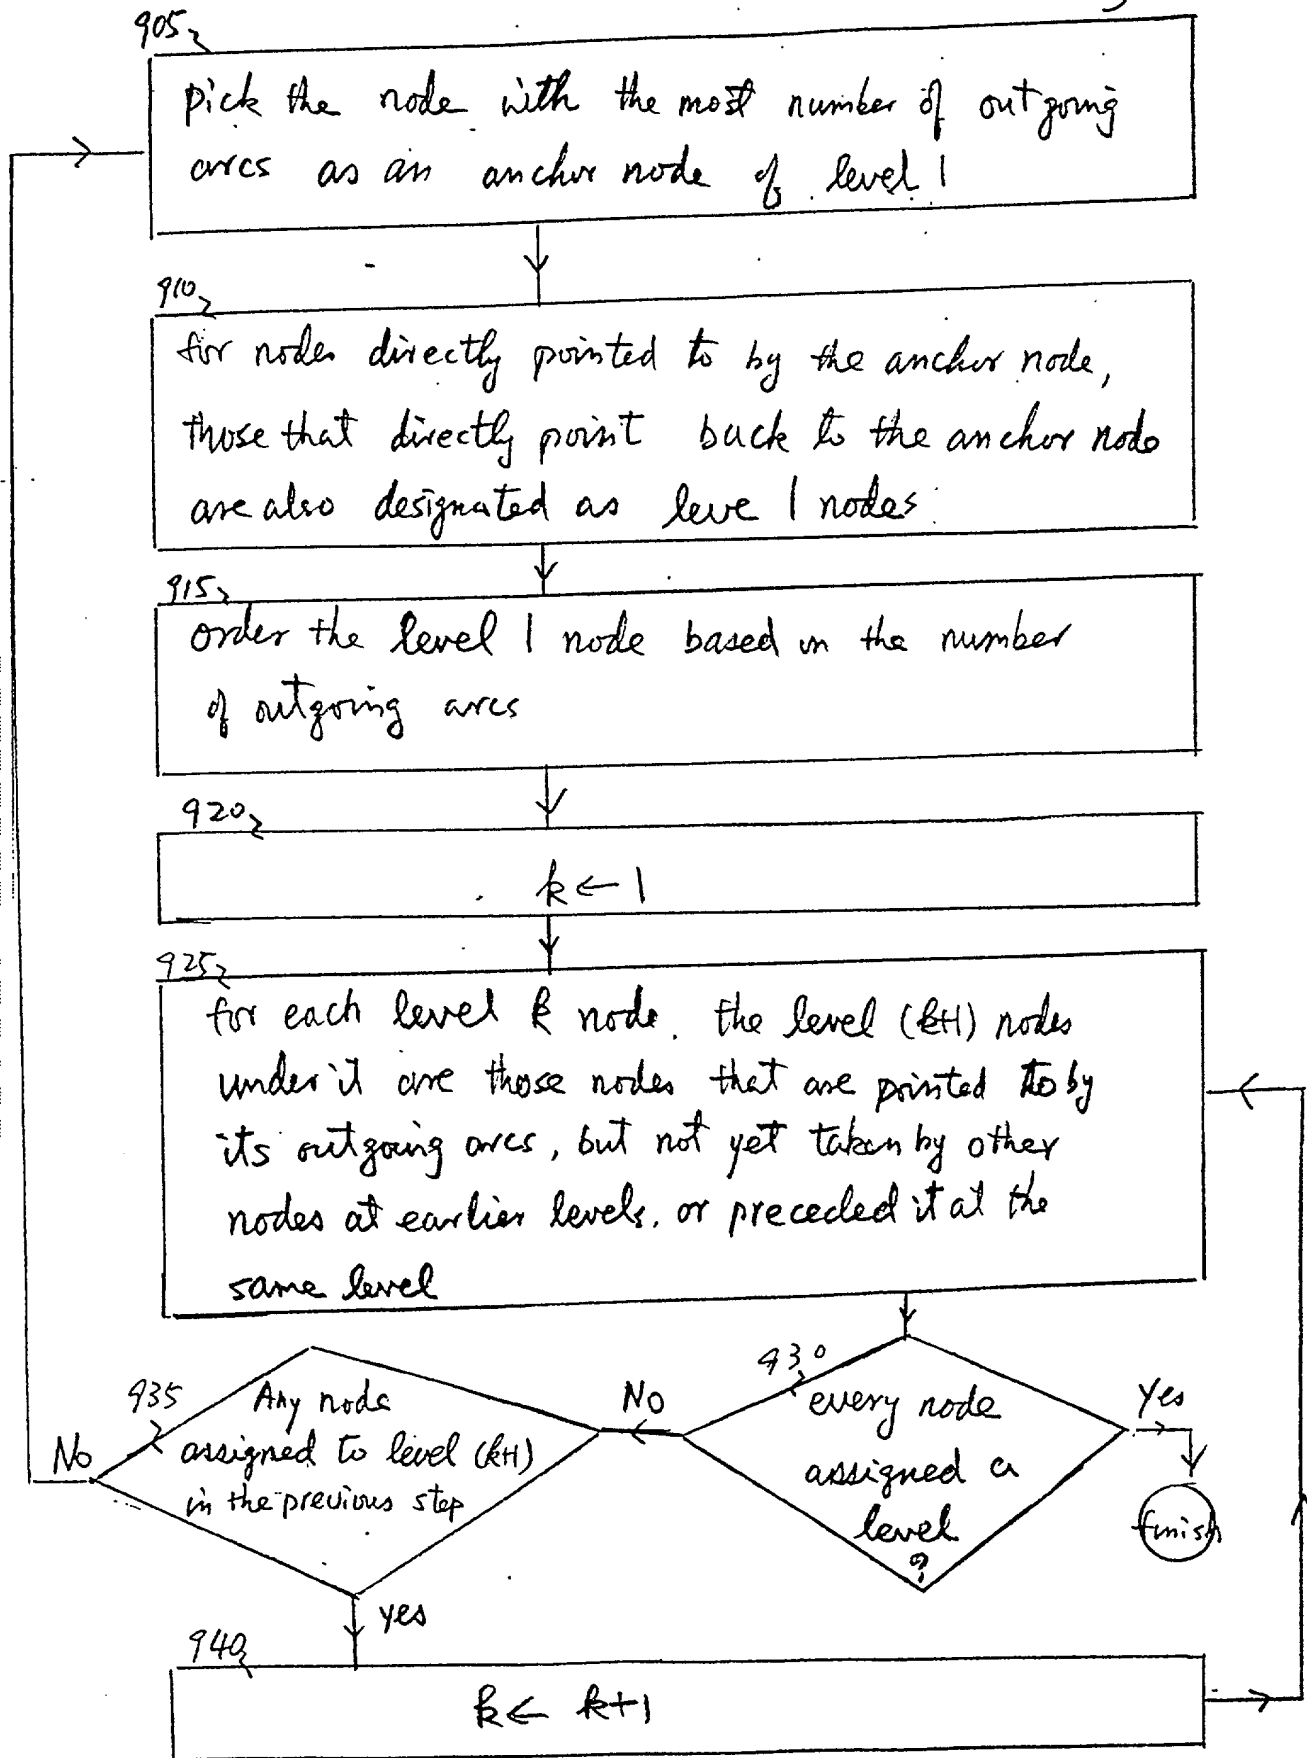 905
pick the node with the most number of outgoing
arcs as an anchor node of level 1
910
for nodes directly pointed to by the anchor node,
those that directly point back to the anchor node
are also designated as leve 1 nodes
915
order the level 1 node based on the number
of outgoing arcs
920
k ← 1
925
for each level k node. the level (k+1) nodes
under it are those nodes that are pointed to by
its outgoing arcs, but not yet taken by other
nodes at earlier levels, or preceded it at the
same level
930
every node
assigned a
level
?
Yes
finish
No
935
Any node
assigned to level (k+1)
in the previous step
No
yes
940
k ← k+1